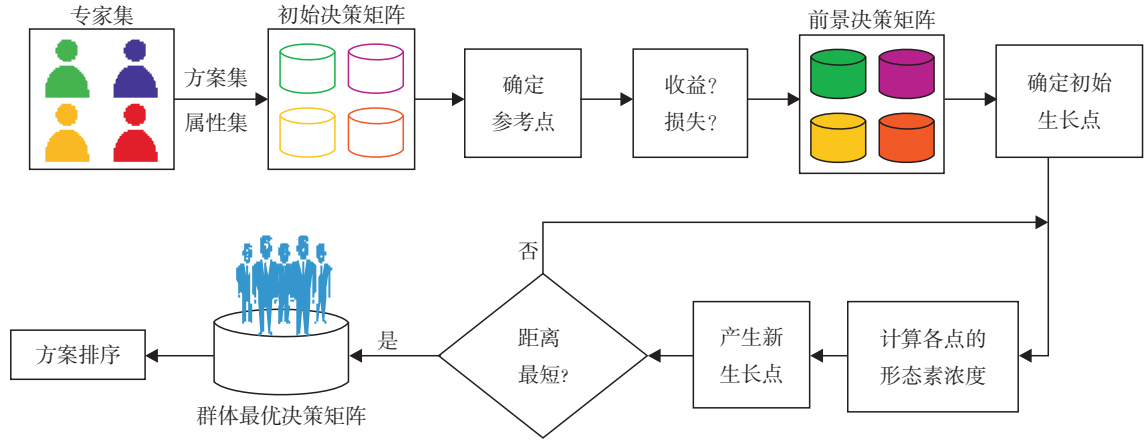 专家集
方案集
属性集
初始决策矩阵
确定
参考点
收益?
损失?
前景决策矩阵
确定初始
生长点
计算各点的
形态素浓度
产生新
生长点
距离
最短?
否
是
群体最优决策矩阵
方案排序